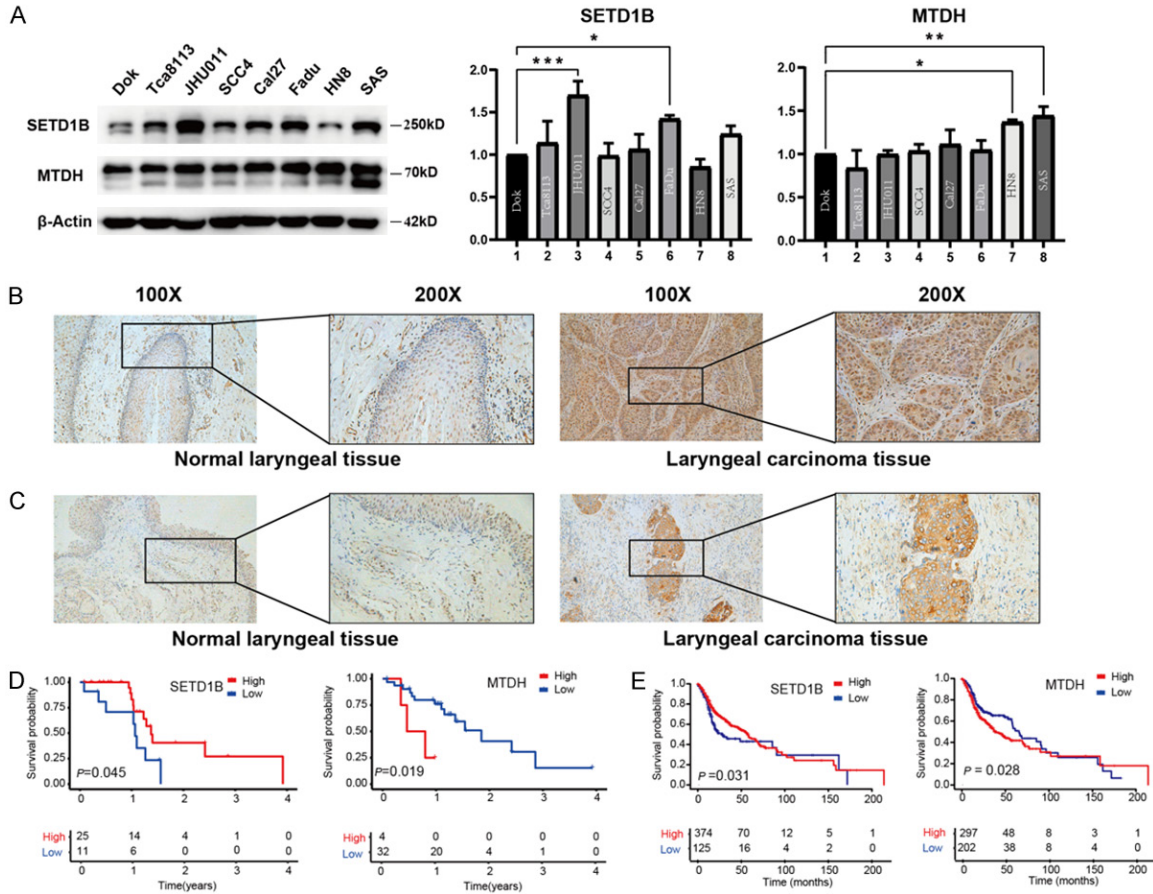 A
Dok Tca8113 JHU011 SCC4 Cal27 Fadu HN8 SAS
SETD1B 250kD
MTDH 70kD
β-Actin 42kD
SETD1B
* 
***
2.0
1.5
1.0
0.5
0.0
Dok Tca8113 JHU011 SCC4 Cal27 FaDu HN8 SAS
1 2 3 4 5 6 7 8
MTDH
**
*
2.0
1.5
1.0
0.5
0.0
Dok Tca8113 JHU011 SCC4 Cal27 FaDu HN8 SAS
1 2 3 4 5 6 7 8
B
100X 200X 100X 200X
Normal laryngeal tissue Laryngeal carcinoma tissue
C
Normal laryngeal tissue Laryngeal carcinoma tissue
D
Survival probability
1.00
0.75
0.50
0.25
0.00
SETD1B
High
Low
P=0.045
0 1 2 3 4
High 25 14 4 1 0
Low 11 6 0 0 0
0 1 2 3 4
Time(years)
Survival probability
1.00
0.75
0.50
0.25
0.00
MTDH
High
Low
P=0.019
0 1 2 3 4
High 4 0 0 0 0
Low 32 20 4 1 0
0 1 2 3 4
Time(years)
E
Survival probability
1.0
0.8
0.6
0.4
0.2
0.0
SETD1B
High
Low
P=0.031
0 50 100 150 200
High 374 70 12 5 1
Low 125 16 4 2 0
0 50 100 150 200
Time (months)
Survival probability
1.0
0.8
0.6
0.4
0.2
0.0
MTDH
High
Low
P = 0.028
0 50 100 150 200
High 297 48 8 3 1
Low 202 38 8 4 0
0 50 100 150 200
Time (months)